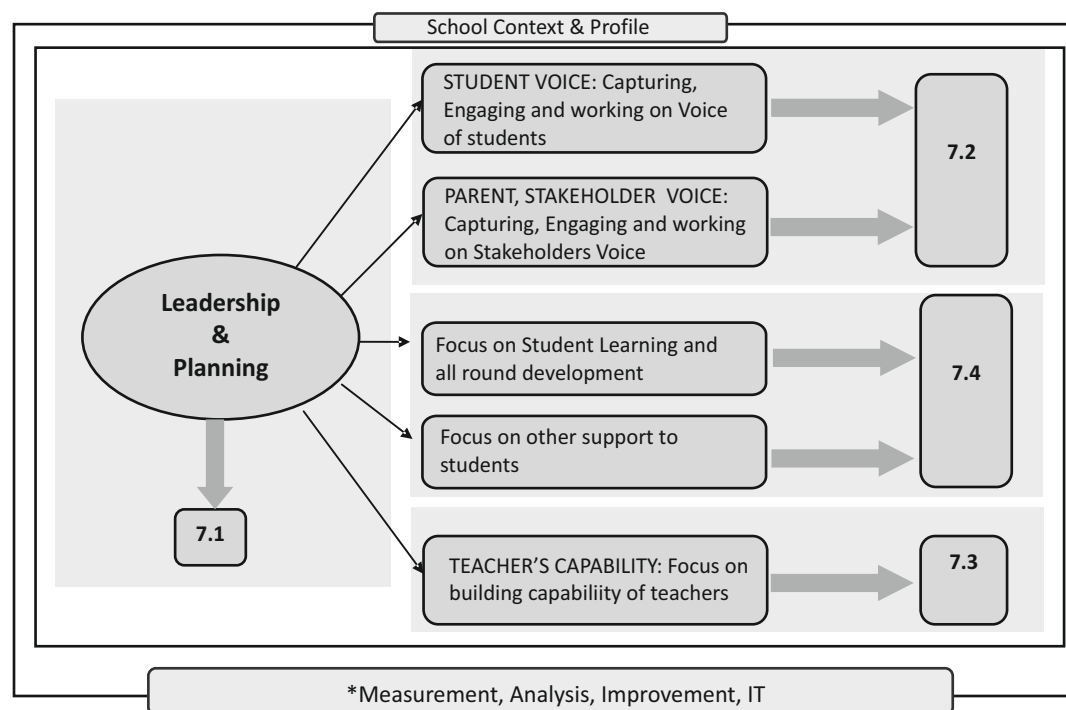 School Context & Profile
STUDENT VOICE: Capturing,
Engaging and working on Voice
of students
7.2
PARENT, STAKEHOLDER VOICE:
Capturing, Engaging and working
on Stakeholders Voice
Leadership
&
Planning
Focus on Student Learning and
all round development
7.4
Focus on other support to
students
7.1
TEACHER'S CAPABILITY: Focus on
building capabiliity of teachers
7.3
*Measurement, Analysis, Improvement, IT